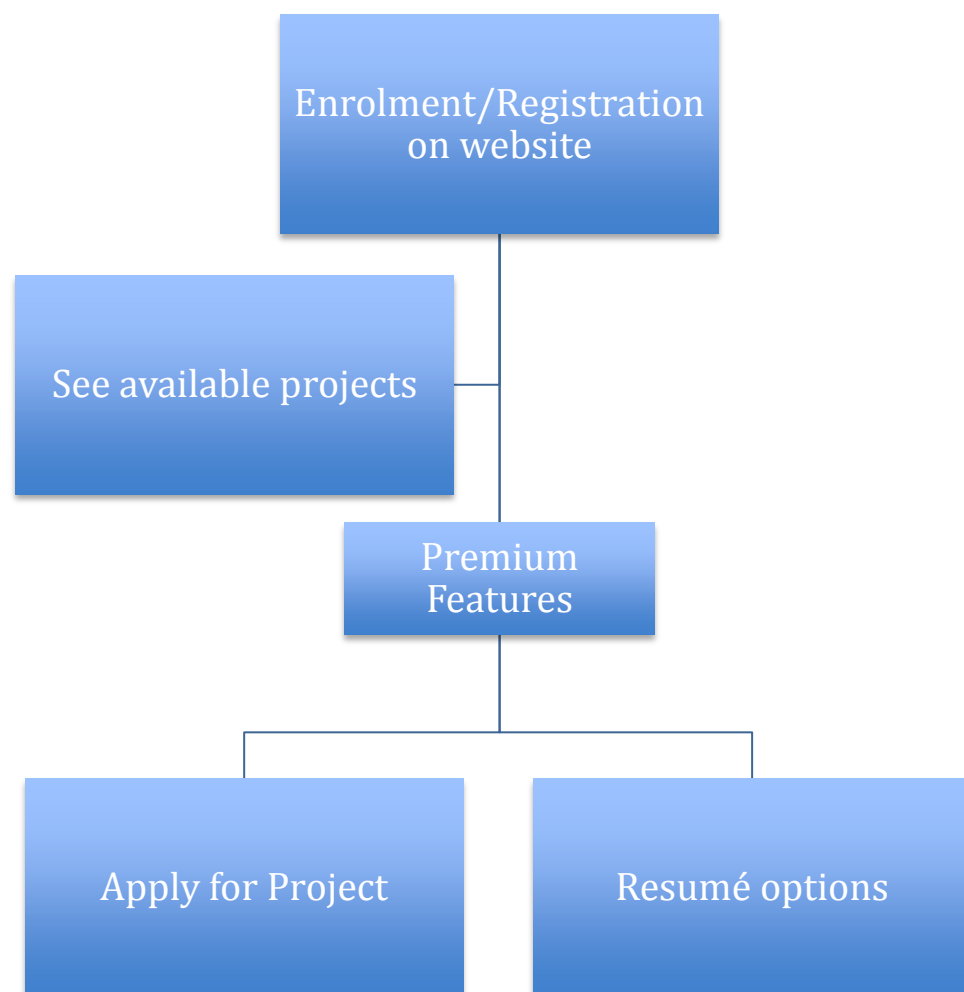 Enrolment/Registration
on website
See available projects
Premium
Features
Apply for Project
Resumé options